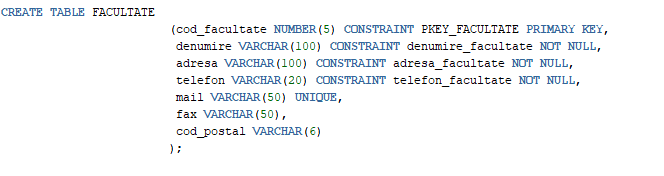 CREATE TABLE FACULTATE
(cod_facultate NUMBER(5) CONSTRAINT PKEY_FACULTATE PRIMARY KEY,
denumire VARCHAR(100) CONSTRAINT denumire_facultate NOT NULL,
adresa VARCHAR(100) CONSTRAINT adresa_facultate NOT NULL,
telefon VARCHAR(20) CONSTRAINT telefon_facultate NOT NULL,
mail VARCHAR(50) UNIQUE,
fax VARCHAR(50),
cod_postal VARCHAR(6)
);